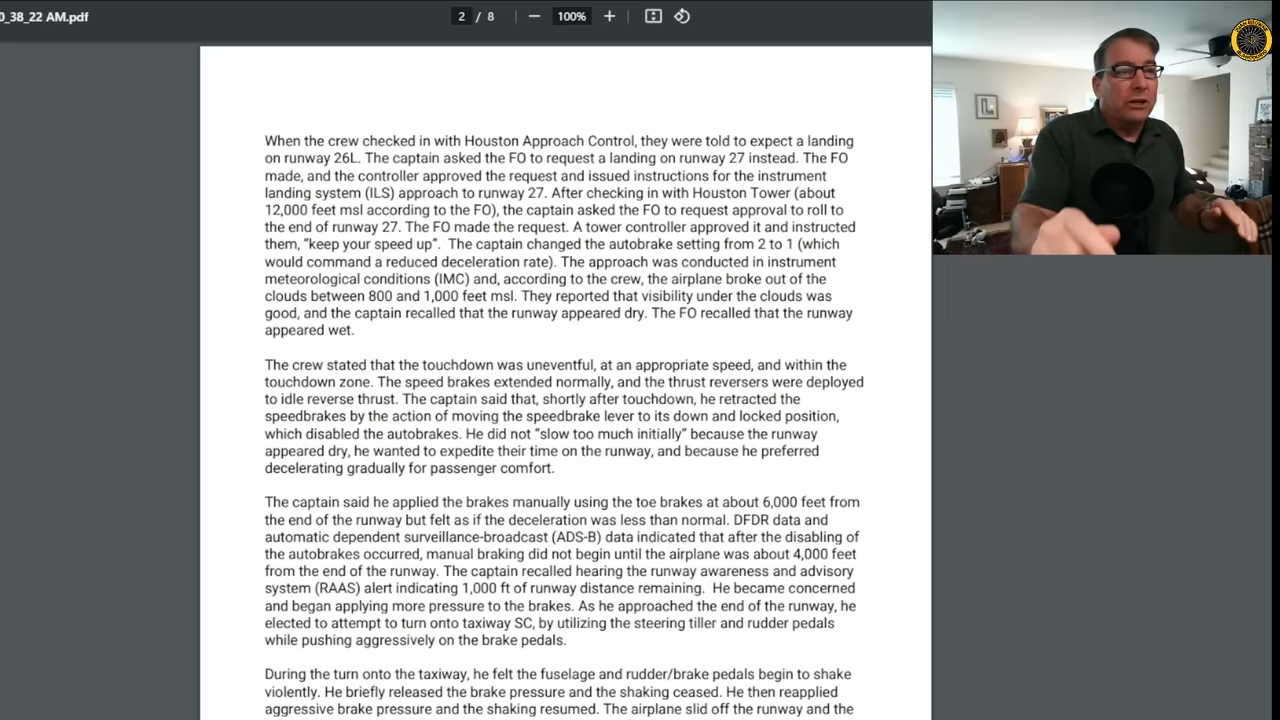 0_38_22 AM.pdf
2 / 8
100%
When the crew checked in with Houston Approach Control, they were told to expect a landing
on runway 26L. The captain asked the FO to request a landing on runway 27 instead. The FO
made, and the controller approved the request and issued instructions for the instrument
landing system (ILS) approach to runway 27. After checking in with Houston Tower (about
12,000 feet msl according to the FO), the captain asked the FO to request approval to roll to
the end of runway 27. The FO made the request. A tower controller approved it and instructed
them, “keep your speed up”.  The captain changed the autobrake setting from 2 to 1 (which
would command a reduced deceleration rate). The approach was conducted in instrument
meteorological conditions (IMC) and, according to the crew, the airplane broke out of the
clouds between 800 and 1,000 feet msl. They reported that visibility under the clouds was
good, and the captain recalled that the runway appeared dry. The FO recalled that the runway
appeared wet.
The crew stated that the touchdown was uneventful, at an appropriate speed, and within the
touchdown zone. The speed brakes extended normally, and the thrust reversers were deployed
to idle reverse thrust. The captain said that, shortly after touchdown, he retracted the
speedbrakes by the action of moving the speedbrake lever to its down and locked position,
which disabled the autobrakes. He did not “slow too much initially” because the runway
appeared dry, he wanted to expedite their time on the runway, and because he preferred
decelerating gradually for passenger comfort.
The captain said he applied the brakes manually using the toe brakes at about 6,000 feet from
the end of the runway but felt as if the deceleration was less than normal. DFDR data and
automatic dependent surveillance-broadcast (ADS-B) data indicated that after the disabling of
the autobrakes occurred, manual braking did not begin until the airplane was about 4,000 feet
from the end of the runway. The captain recalled hearing the runway awareness and advisory
system (RAAS) alert indicating 1,000 ft of runway distance remaining.  He became concerned
and began applying more pressure to the brakes. As he approached the end of the runway, he
elected to attempt to turn onto taxiway SC, by utilizing the steering tiller and rudder pedals
while pushing aggressively on the brake pedals.
During the turn onto the taxiway, he felt the fuselage and rudder/brake pedals begin to shake
violently. He briefly released the brake pressure and the shaking ceased. He then reapplied
aggressive brake pressure and the shaking resumed. The airplane slid off the runway and the